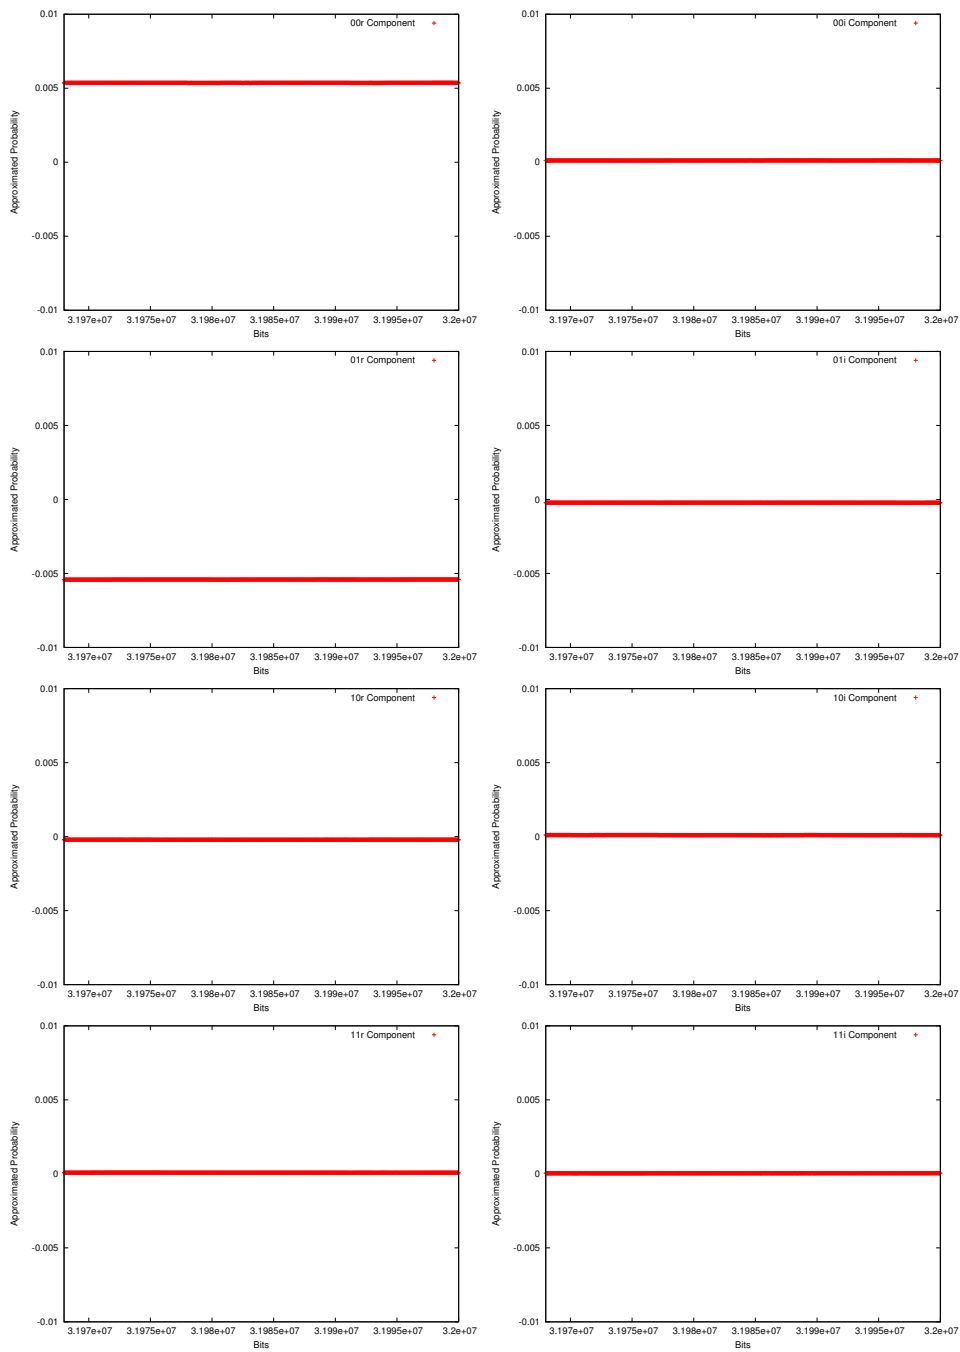 00r Component
0.01
0.005
0
-0.005
-0.01
Approximated Probability
3.197e+07 3.1975e+07 3.198e+07 3.1985e+07 3.199e+07 3.1995e+07 3.2e+07
Bits
00i Component
0.01
0.005
0
-0.005
-0.01
Approximated Probability
3.197e+07 3.1975e+07 3.198e+07 3.1985e+07 3.199e+07 3.1995e+07 3.2e+07
Bits
01r Component
0.01
0.005
0
-0.005
-0.01
Approximated Probability
3.197e+07 3.1975e+07 3.198e+07 3.1985e+07 3.199e+07 3.1995e+07 3.2e+07
Bits
01i Component
0.01
0.005
0
-0.005
-0.01
Approximated Probability
3.197e+07 3.1975e+07 3.198e+07 3.1985e+07 3.199e+07 3.1995e+07 3.2e+07
Bits
10r Component
0.01
0.005
0
-0.005
-0.01
Approximated Probability
3.197e+07 3.1975e+07 3.198e+07 3.1985e+07 3.199e+07 3.1995e+07 3.2e+07
Bits
10i Component
0.01
0.005
0
-0.005
-0.01
Approximated Probability
3.197e+07 3.1975e+07 3.198e+07 3.1985e+07 3.199e+07 3.1995e+07 3.2e+07
Bits
11r Component
0.01
0.005
0
-0.005
-0.01
Approximated Probability
3.197e+07 3.1975e+07 3.198e+07 3.1985e+07 3.199e+07 3.1995e+07 3.2e+07
Bits
11i Component
0.01
0.005
0
-0.005
-0.01
Approximated Probability
3.197e+07 3.1975e+07 3.198e+07 3.1985e+07 3.199e+07 3.1995e+07 3.2e+07
Bits